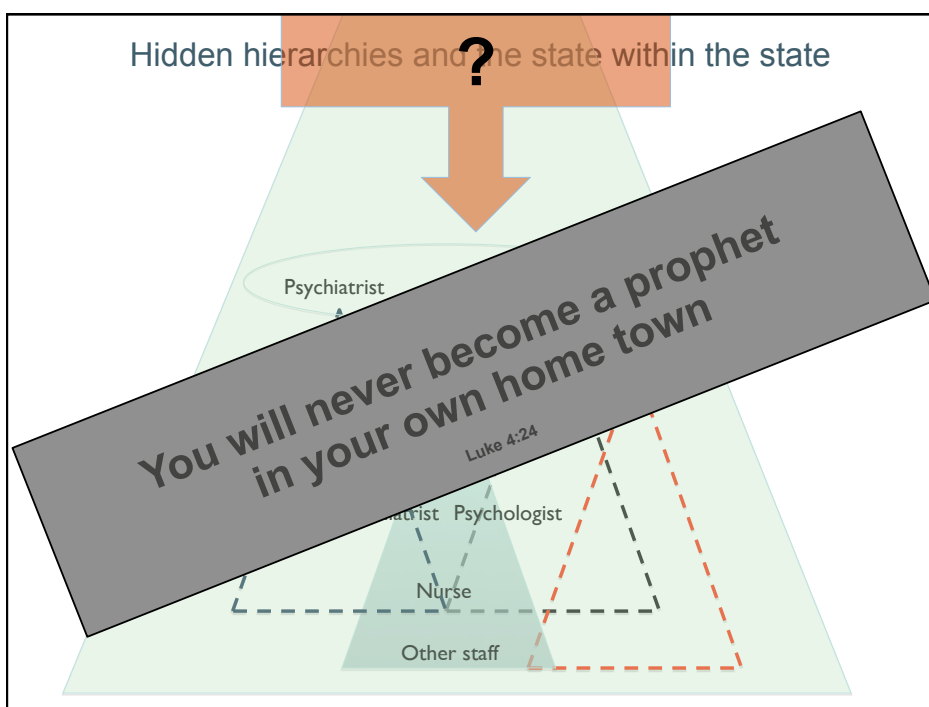 Hidden hierarchies and the state within the state
?
Psychiatrist
You will never become a prophet
in your own home town
Luke 4:24
Psychologist
Nurse
Other staff